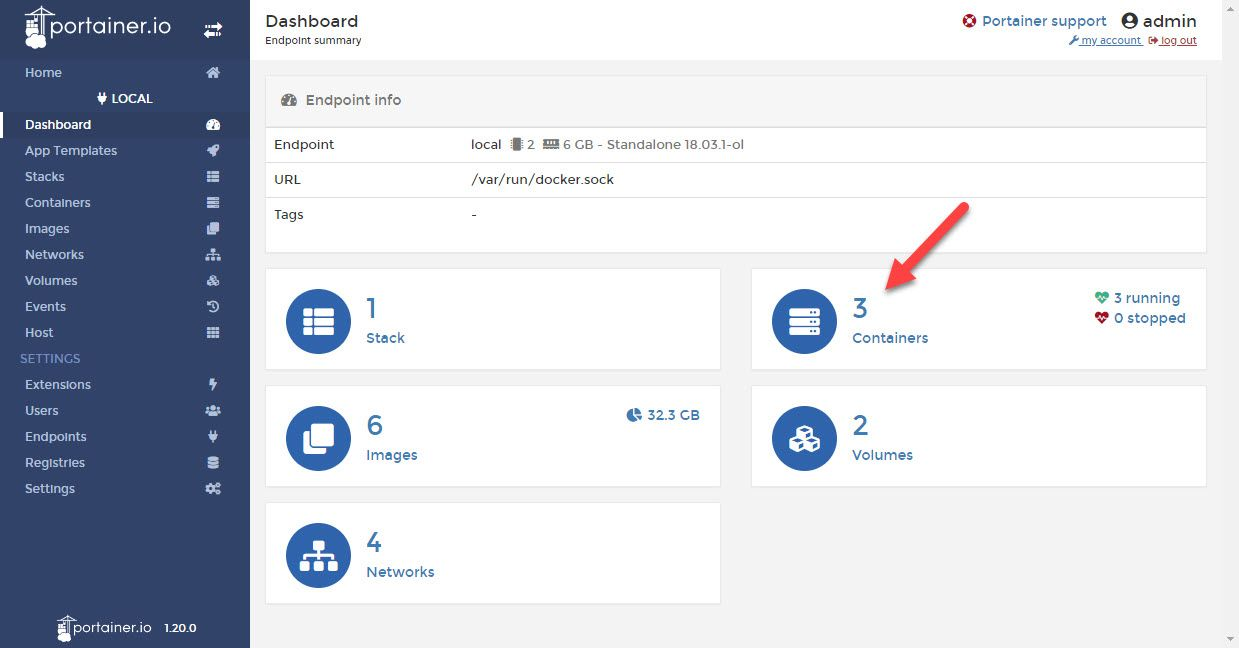 portainer.io
Home
LOCAL
Dashboard
App Templates
Stacks
Containers
Images
Networks
Volumes
Events
Host
SETTINGS
Extensions
Users
Endpoints
Registries
Settings
portainer.io 1.20.0
Dashboard
Endpoint summary
Portainer support admin
my account log out
Endpoint info
Endpoint local 2 6 GB - Standalone 18.03.1-ol
URL /var/run/docker.sock
Tags -
1
Stack
3
Containers
3 running
0 stopped
6
Images
32.3 GB
2
Volumes
4
Networks